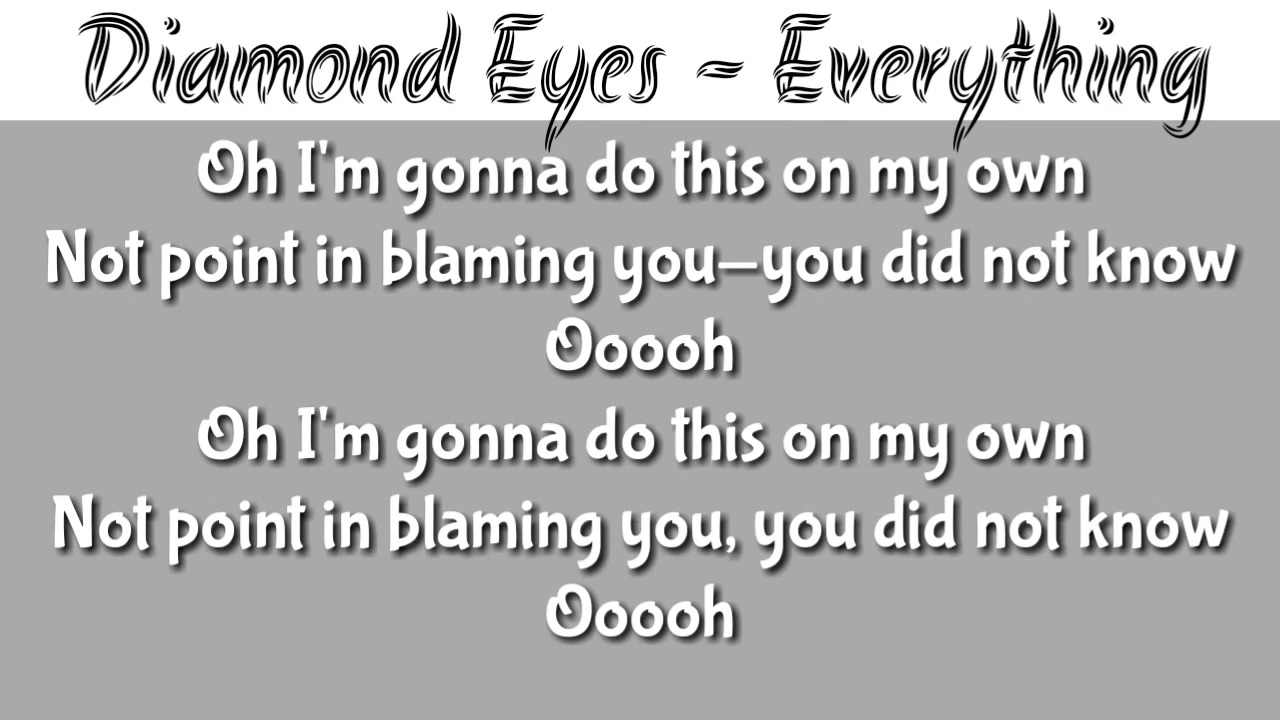 Diamond Eyes - Everything
Oh I'm gonna do this on my own
Not point in blaming you—you did not know
Ooooh
Oh I'm gonna do this on my own
Not point in blaming you, you did not know
Ooooh